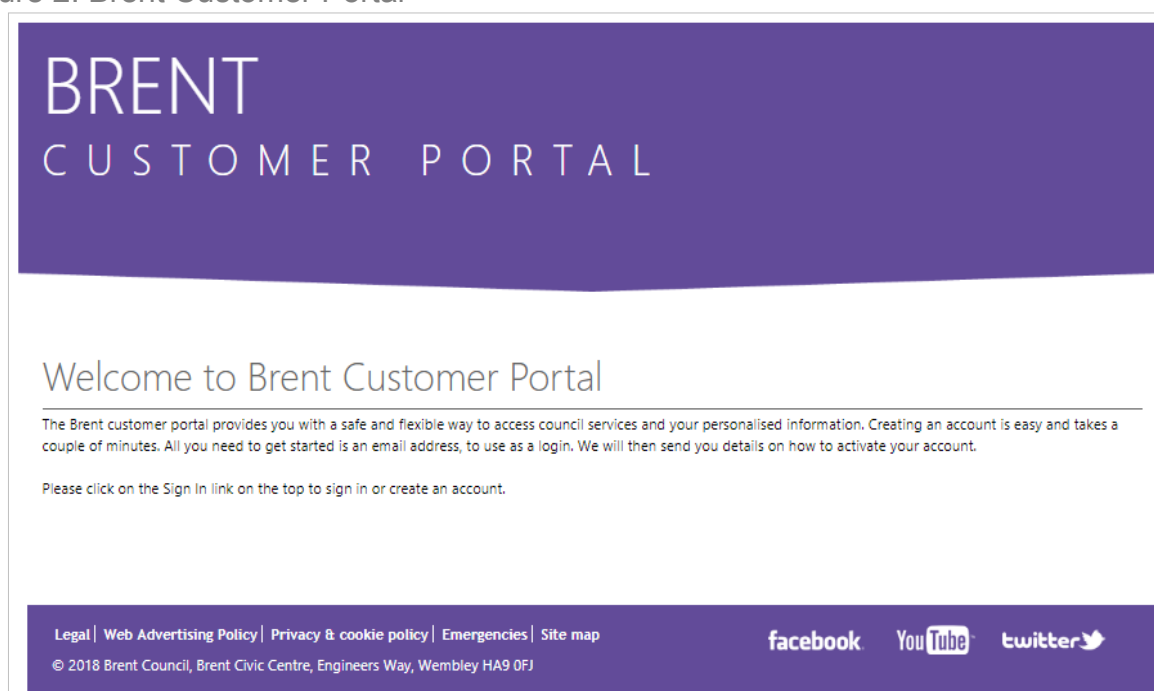 2: Brent Customer Portal
BRENT
CUSTOMER PORTAL
Welcome to Brent Customer Portal
The Brent customer portal provides you with a safe and flexible way to access council services and your personalised information. Creating an account is easy and takes a
couple of minutes. All you need to get started is an email address, to use as a login. We will then send you details on how to activate your account.
Please click on the Sign In link on the top to sign in or create an account.
Legal| Web Advertising Policy| Privacy & cookie policy| Emergencies| Site map
facebook. YouTube twitter
© 2018 Brent Council, Brent Civic Centre, Engineers Way, Wembley HA9 0FJ